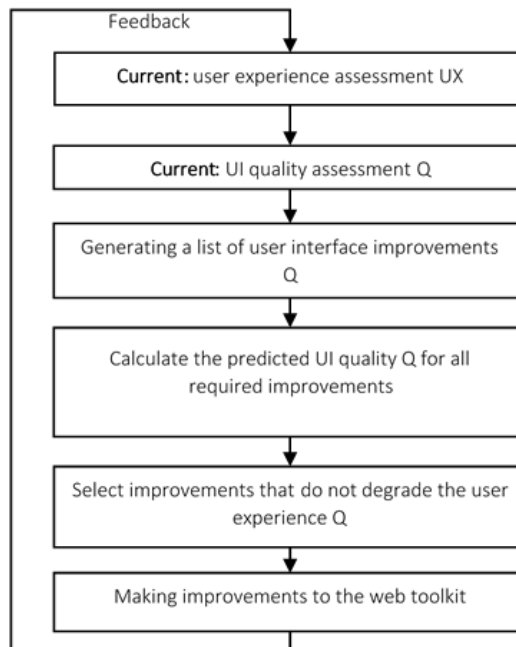 Feedback
Current: user experience assessment UX
Current: UI quality assessment Q
Generating a list of user interface improvements
Q
Calculate the predicted UI quality Q for all
required improvements
Select improvements that do not degrade the user
experience Q
Making improvements to the web toolkit